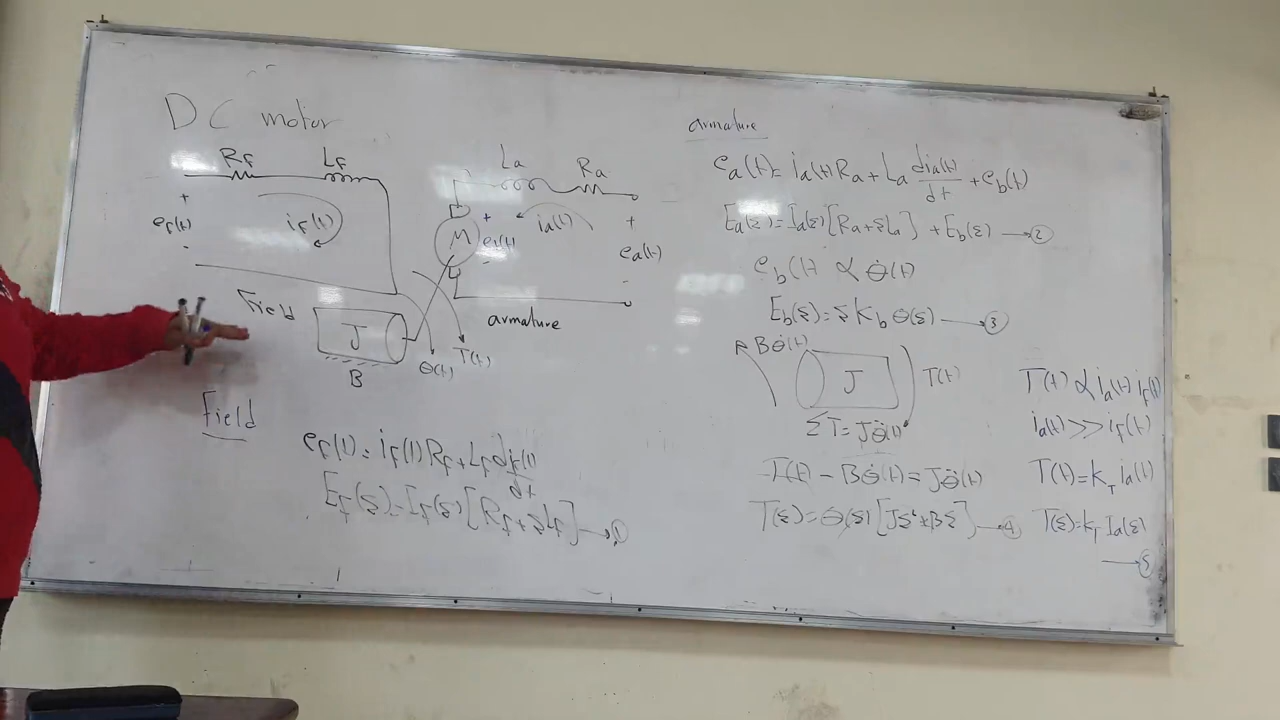 DC motor
Rf
Lf
+
ef(t)
-
if(t)
Field
J
B
θ(t)
T(t)
La
Ra
+
M
eb(t)
-
ia(t)
+
ea(t)
-
armature
Field
ef(t) = if(t) Rf + Lf dif(t)/dt
Ef(s) = If(s) [Rf + sLf] → ①
armature
ea(t) = ia(t) Ra + La dia(t)/dt + eb(t)
Ea(s) = Ia(s) [Ra + sLa] + Eb(s) → ②
eb(t) ∝ θ̇(t)
Eb(s) = s Kb θ(s) → ③
Bθ̇(t)
J
T(t)
ΣT = Jθ̈(t)
T(t) - Bθ̇(t) = Jθ̈(t)
T(s) = θ(s) [Js² + Bs] → ④
T(t) ∝ ia(t) if(t)
ia(t) >> if(t)
T(t) = KT ia(t)
T(s) = KT Ia(s)
→ ⑤